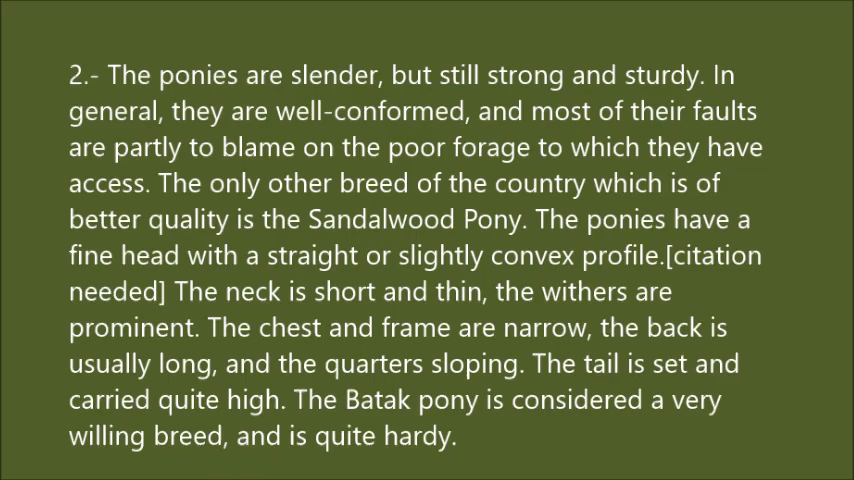 2.- The ponies are slender, but still strong and sturdy. In
general, they are well-conformed, and most of their faults
are partly to blame on the poor forage to which they have
access. The only other breed of the country which is of
better quality is the Sandalwood Pony. The ponies have a
fine head with a straight or slightly convex profile.[citation
needed] The neck is short and thin, the withers are
prominent. The chest and frame are narrow, the back is
usually long, and the quarters sloping. The tail is set and
carried quite high. The Batak pony is considered a very
willing breed, and is quite hardy.